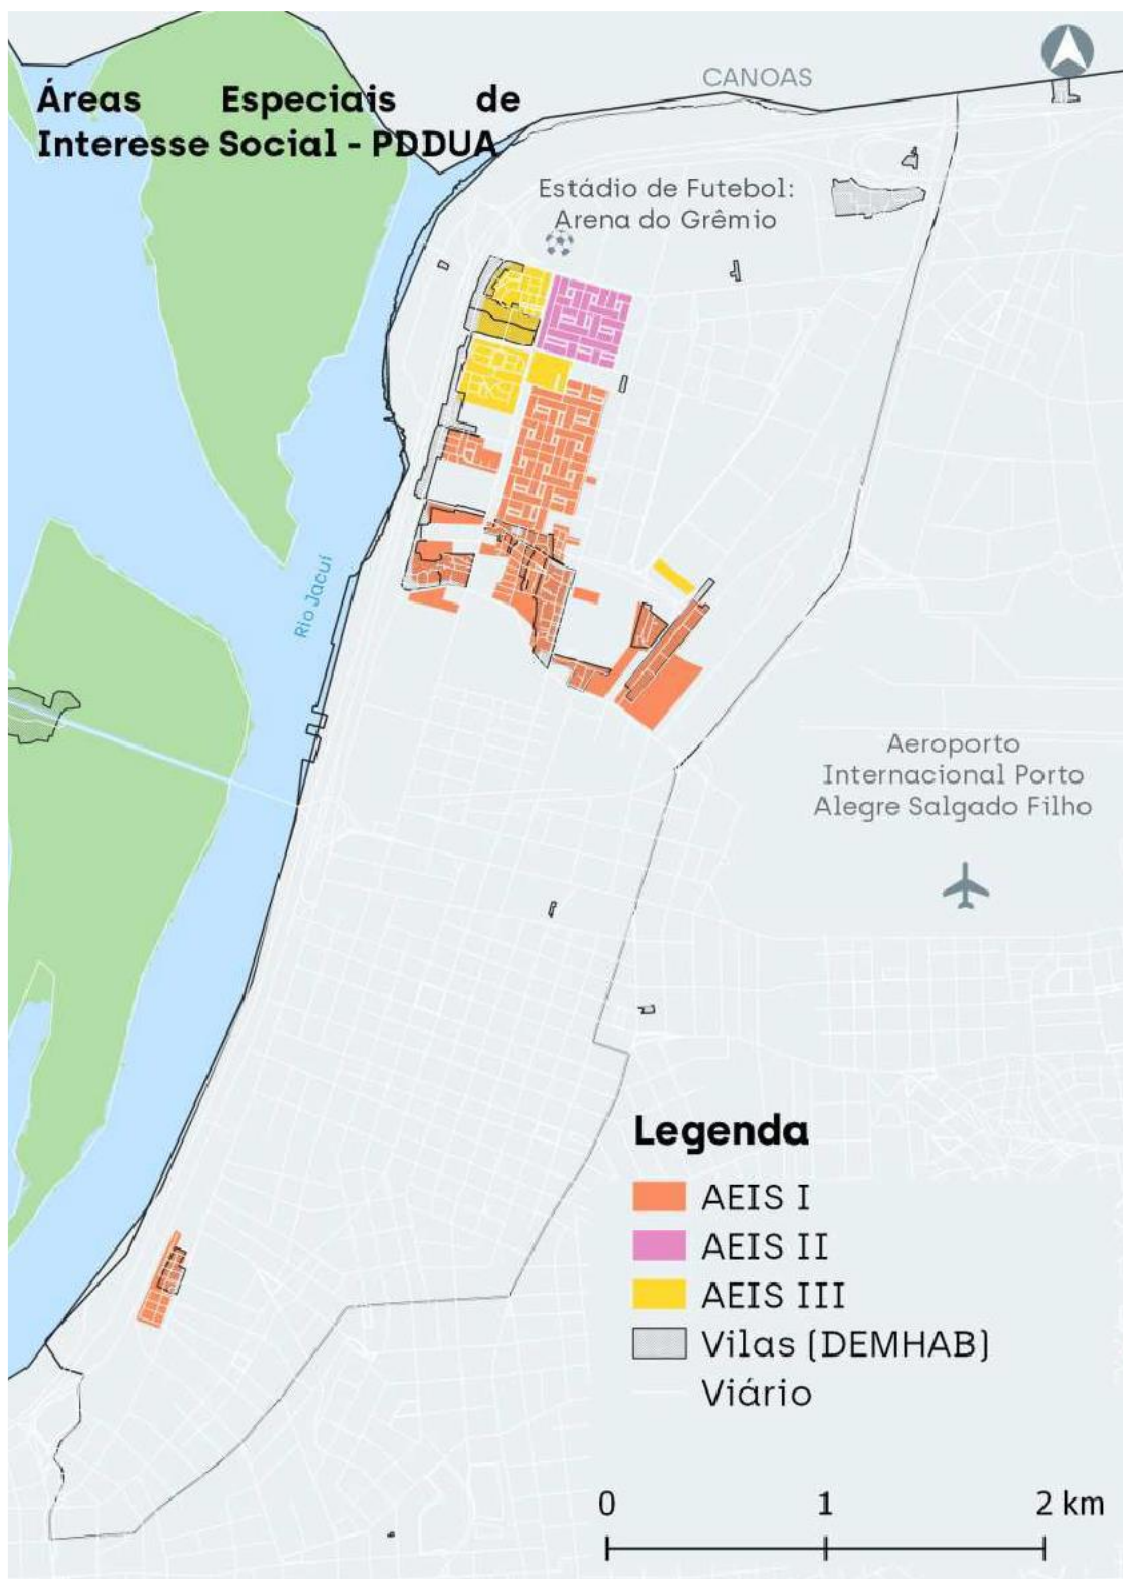 Áreas Especiais de
Interesse Social - PDDUA
CANOAS
Estádio de Futebol:
Arena do Grêmio
Rio Jacuí
Aeroporto
Internacional Porto
Alegre Salgado Filho
Legenda
AEIS I
AEIS II
AEIS III
Vilas (DEMHAB)
Viário
0 1 2 km